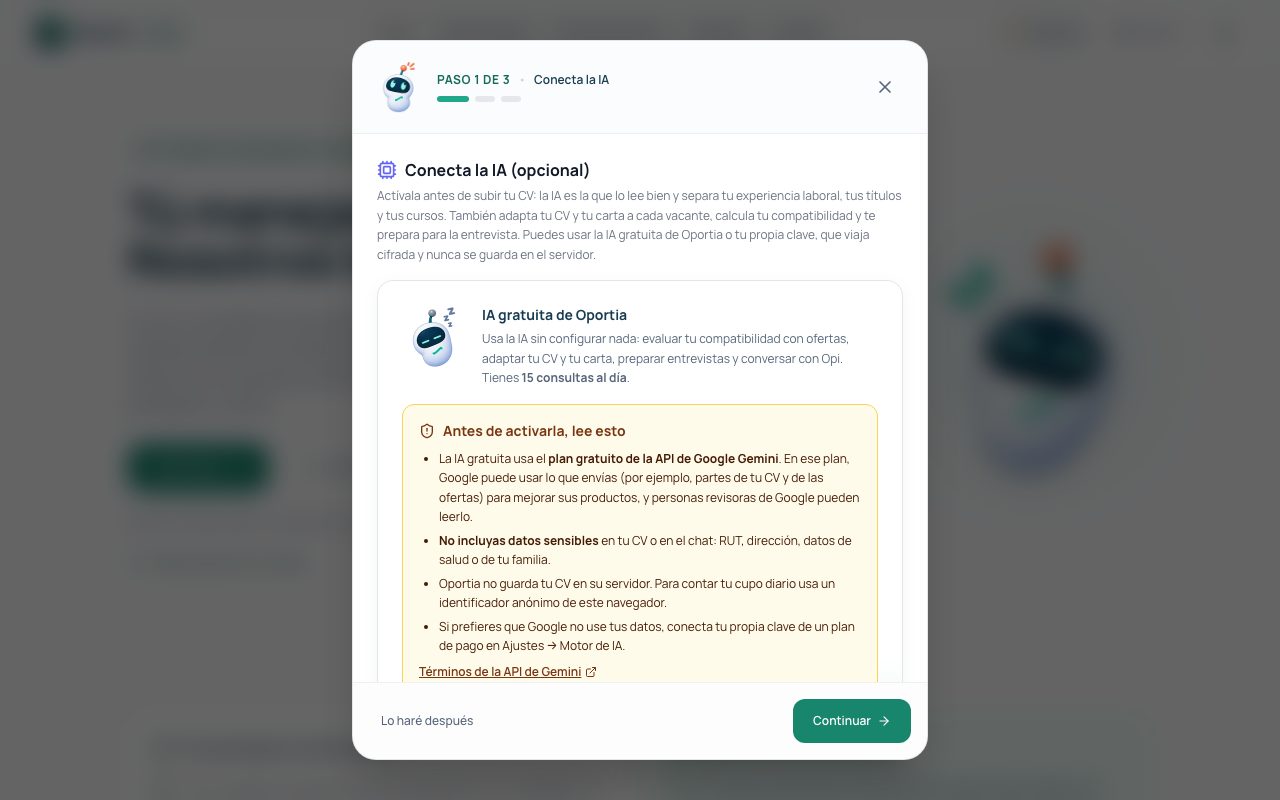 PASO 1 DE 3 • Conecta la IA
Conecta la IA (opcional)
Actívala antes de subir tu CV: la IA es la que lo lee bien y separa tu experiencia laboral, tus títulos
y tus cursos. También adapta tu CV y tu carta a cada vacante, calcula tu compatibilidad y te
prepara para la entrevista. Puedes usar la IA gratuita de Oportia o tu propia clave, que viaja
cifrada y nunca se guarda en el servidor.
IA gratuita de Oportia
Usa la IA sin configurar nada: evaluar tu compatibilidad con ofertas,
adaptar tu CV y tu carta, preparar entrevistas y conversar con Opi.
Tienes 15 consultas al día.
Antes de activarla, lee esto
• La IA gratuita usa el plan gratuito de la API de Google Gemini. En ese plan,
Google puede usar lo que envías (por ejemplo, partes de tu CV y de las
ofertas) para mejorar sus productos, y personas revisoras de Google pueden
leerlo.
• No incluyas datos sensibles en tu CV o en el chat: RUT, dirección, datos de
salud o de tu familia.
• Oportia no guarda tu CV en su servidor. Para contar tu cupo diario usa un
identificador anónimo de este navegador.
• Si prefieres que Google no use tus datos, conecta tu propia clave de un plan
de pago en Ajustes → Motor de IA.
Términos de la API de Gemini
Lo haré después
Continuar →